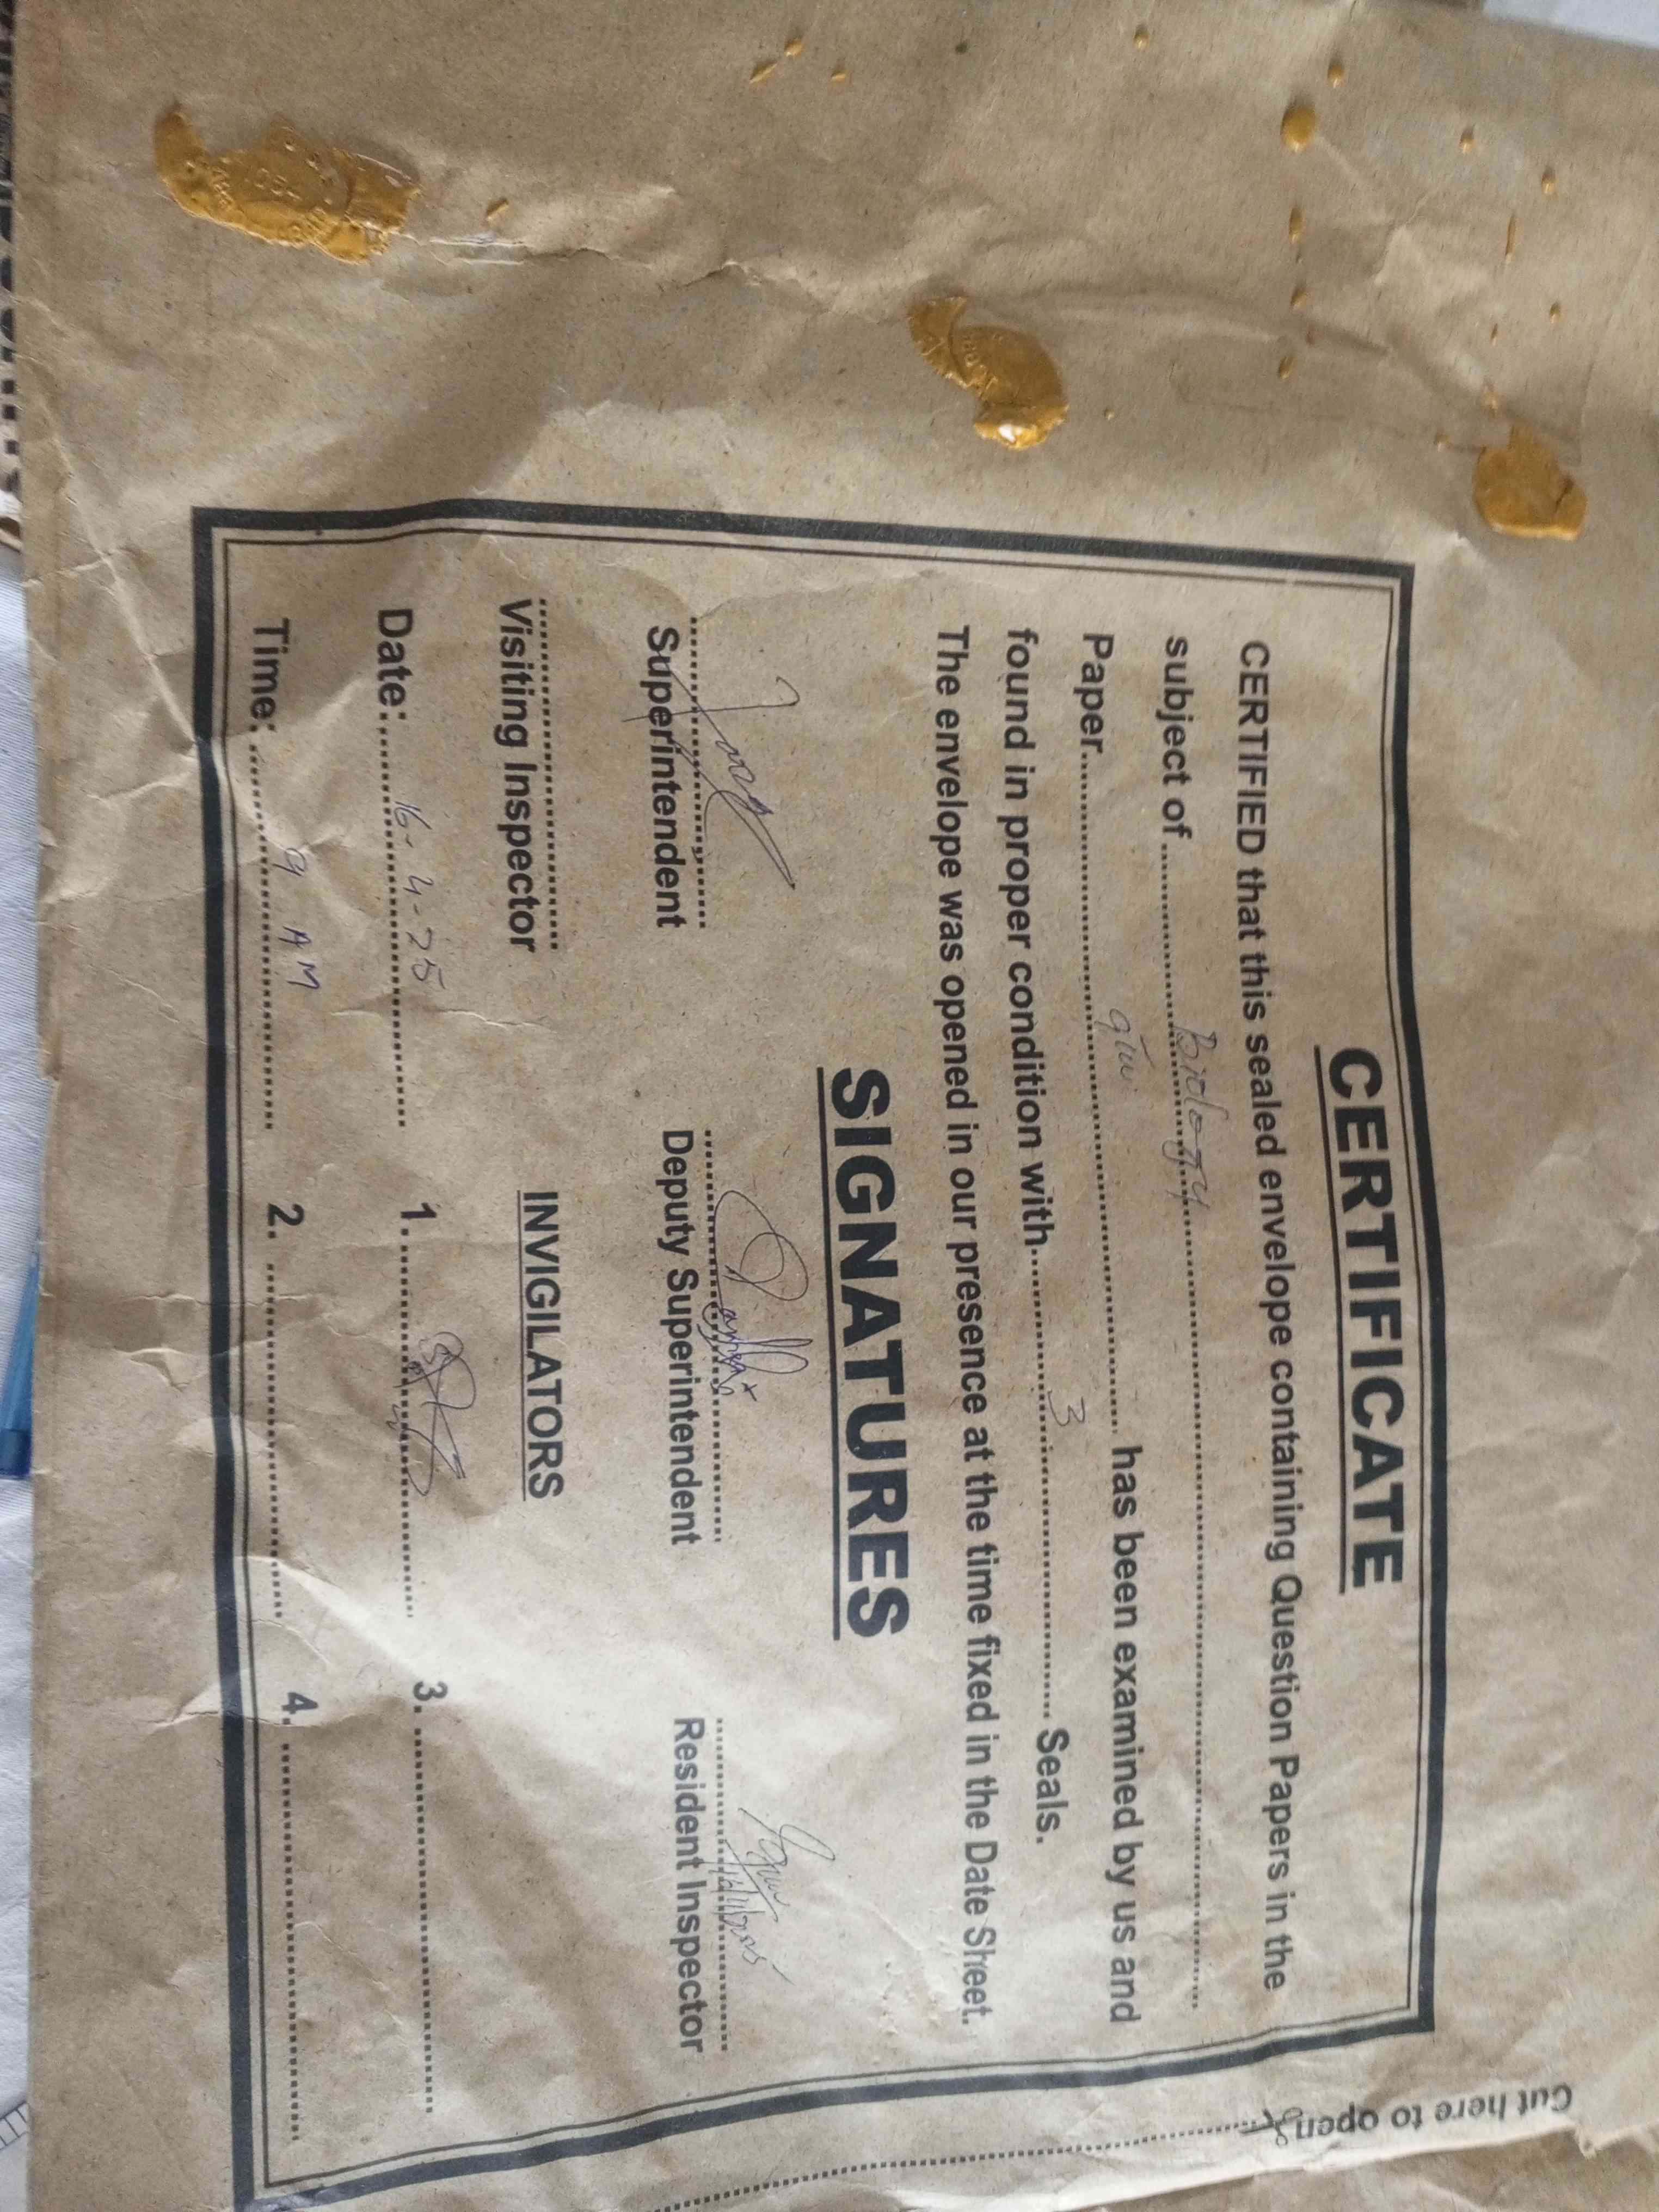 CERTIFICATE
CERTIFIED that this sealed envelope containing Question Papers in the
subject of Biology
Paper has been examined by us and
found in proper condition with 3 Seals.
The envelope was opened in our presence at the time fixed in the Date Sheet.
SIGNATURES
Superintendent Deputy Superintendent Resident Inspector
Visiting Inspector INVIGILATORS
Date: 16-4-25 1. 3.
Time: 9 AM 2. 4.
Cut here to open